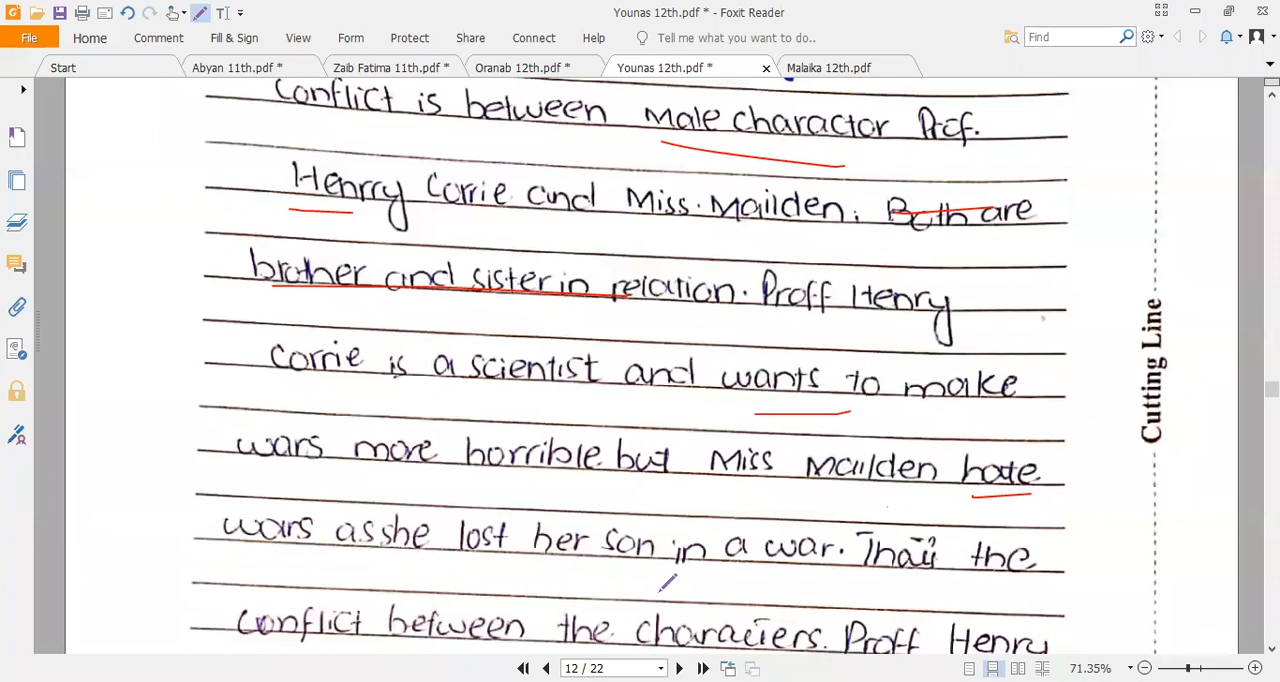 Younas 12th.pdf * - Foxit Reader
File Home Comment Fill & Sign View Form Protect Share Connect Help Tell me what you want to do.. Find
Start Abyan 11th.pdf * Zaib Fatima 11th.pdf * Oranab 12th.pdf * Younas 12th.pdf * Malaika 12th.pdf
Conflict is between Male charactor Prof.
Henrry Corrie and Miss. Mailden. Both are
brother and sister in relation. Proff Henry
Corrie is a scientist and wants to make
wars more horrible but Miss Mailden hate
wars as she lost her son in a war. That's the
conflict between the characters. Proff Henry
Cutting Line
12 / 22 71.35%